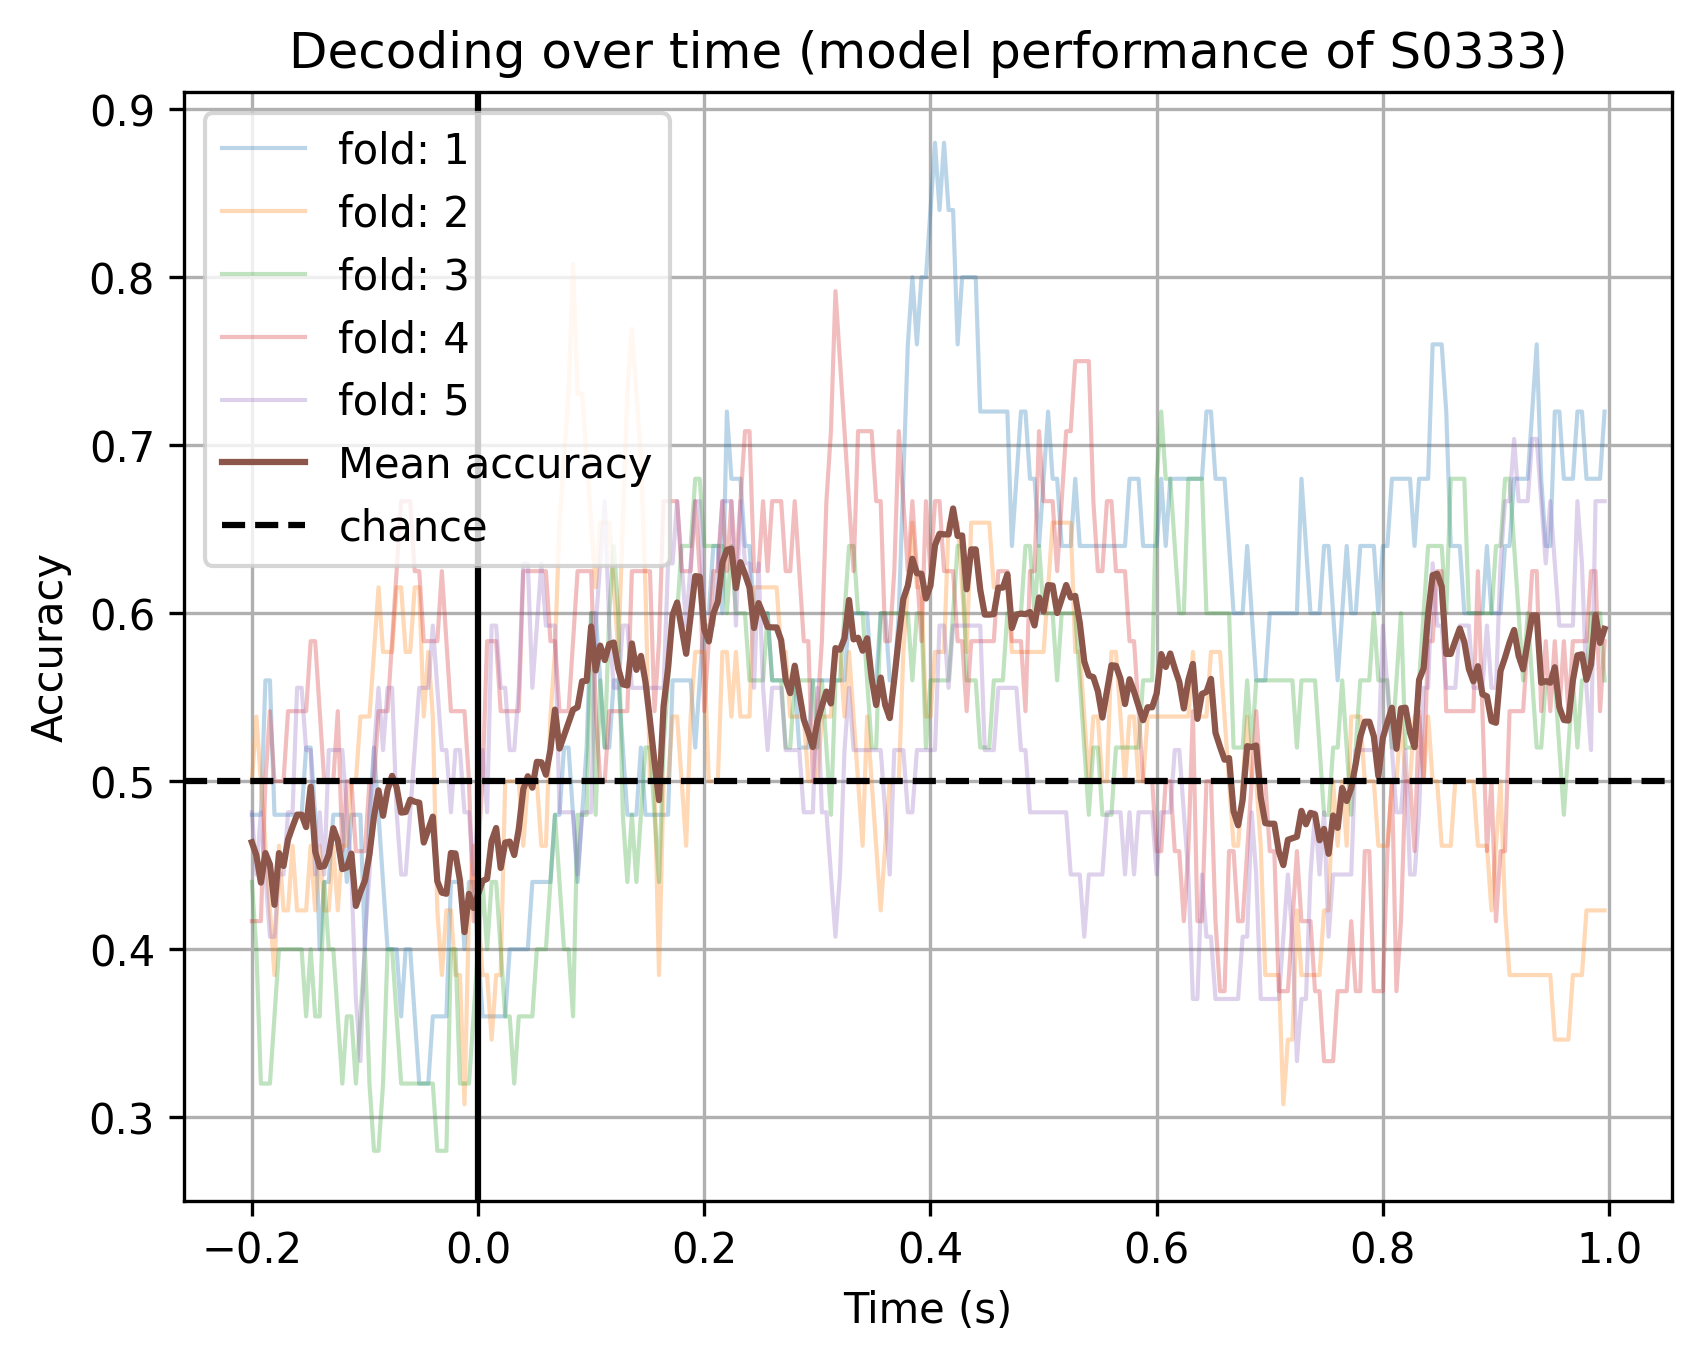 Decoding over time (model performance of S0333)
0.9
0.8
0.7
0.6
0.5
0.4
0.3
Accuracy
fold: 1
fold: 2
fold: 3
fold: 4
fold: 5
Mean accuracy
chance
−0.2 0.0 0.2 0.4 0.6 0.8 1.0
Time (s)